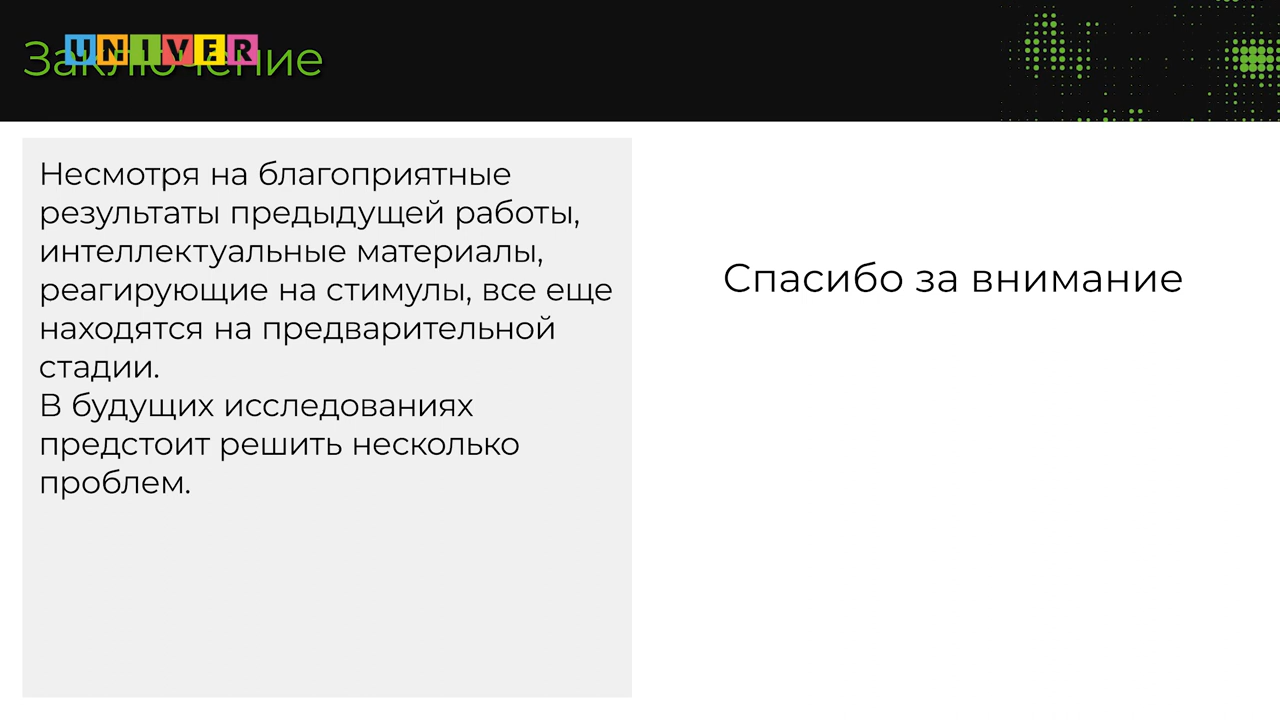 Заключение
UNIVER
Несмотря на благоприятные
результаты предыдущей работы,
интеллектуальные материалы,
реагирующие на стимулы, все еще
находятся на предварительной
стадии.
В будущих исследованиях
предстоит решить несколько
проблем.
Спасибо за внимание